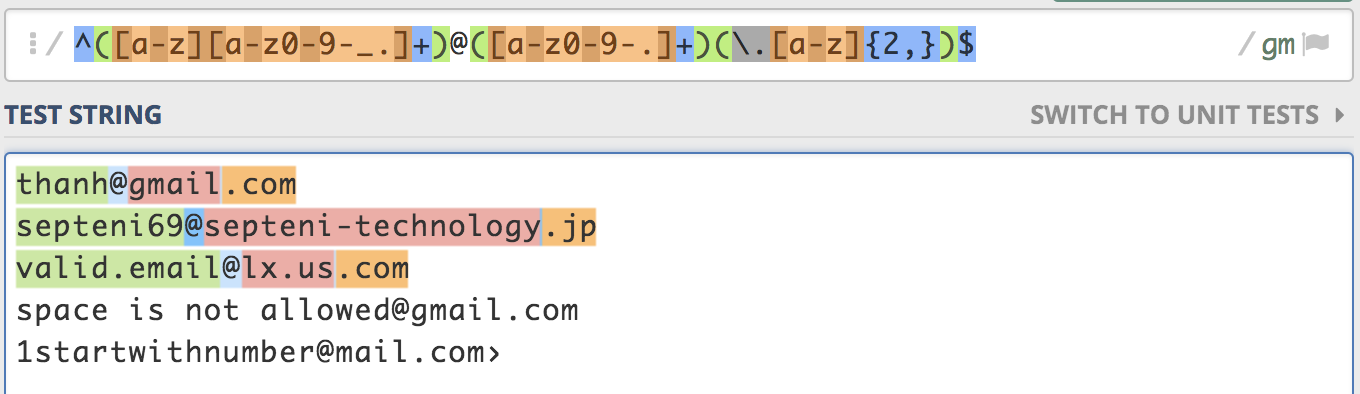 / ^([a-z][a-z0-9-_.]+)@([a-z0-9-.]+)(\.[a-z]{2,})$ / gm
TEST STRING SWITCH TO UNIT TESTS
thanh@gmail.com
septeni69@septeni-technology.jp
valid.email@lx.us.com
space is not allowed@gmail.com
1startwithnumber@mail.com>